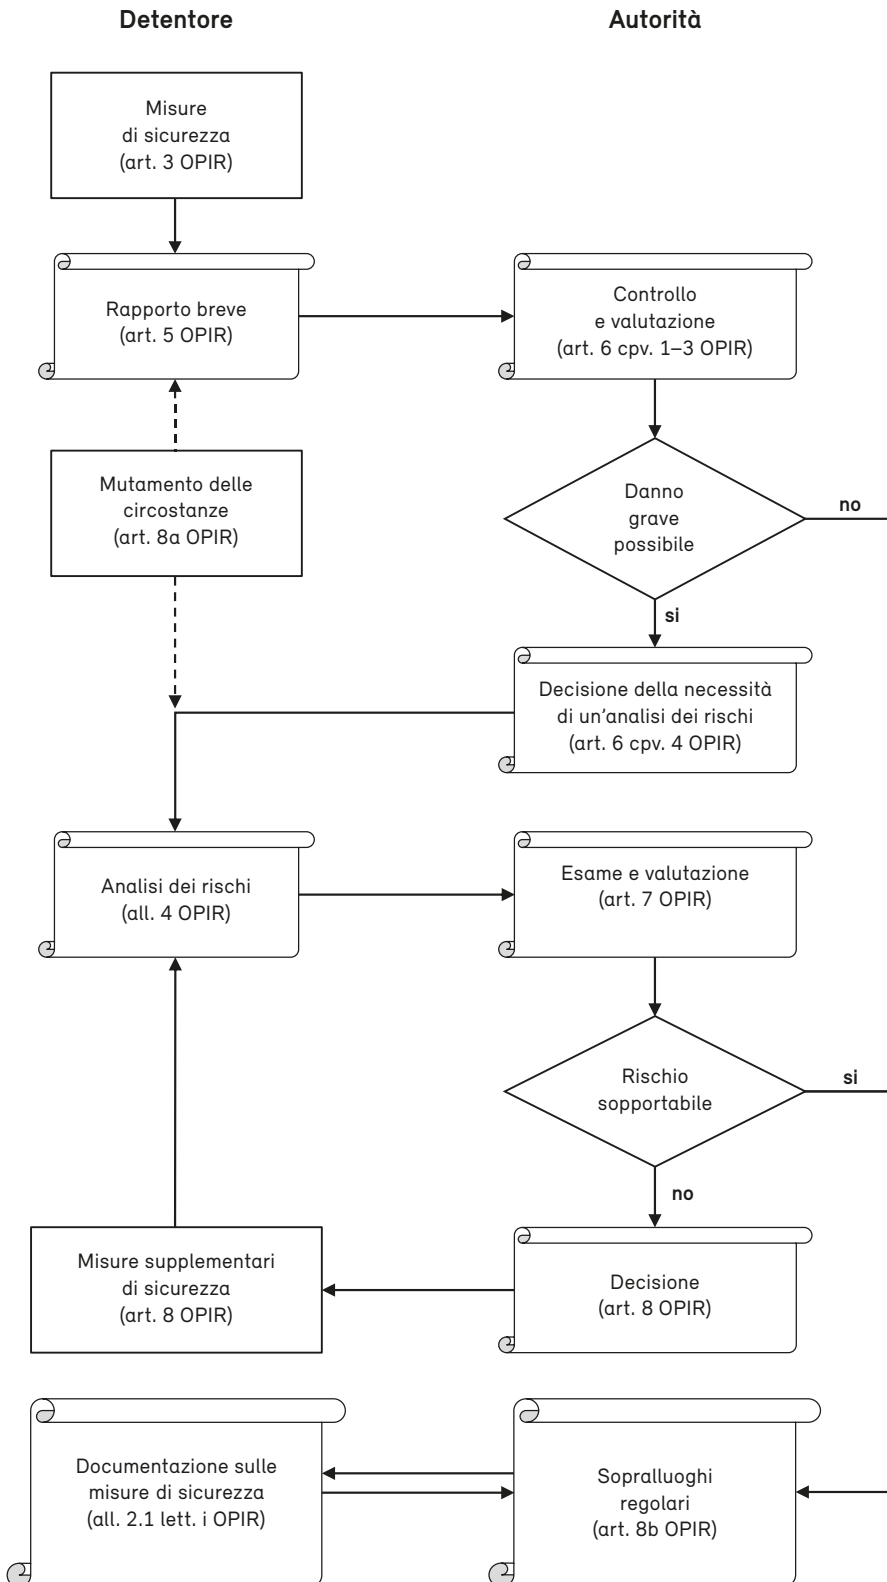 Detentore
Autorità
Misure
di sicurezza
(art. 3 OPIR)
Rapporto breve
(art. 5 OPIR)
Controllo
e valutazione
(art. 6 cpv. 1–3 OPIR)
Mutamento delle
circostanze
(art. 8a OPIR)
Danno
grave
possibile
no
si
Decisione della necessità
di un'analisi dei rischi
(art. 6 cpv. 4 OPIR)
Analisi dei rischi
(all. 4 OPIR)
Esame e valutazione
(art. 7 OPIR)
Rischio
sopportabile
si
no
Misure supplementari
di sicurezza
(art. 8 OPIR)
Decisione
(art. 8 OPIR)
Documentazione sulle
misure di sicurezza
(all. 2.1 lett. i OPIR)
Sopralluoghi
regolari
(art. 8b OPIR)